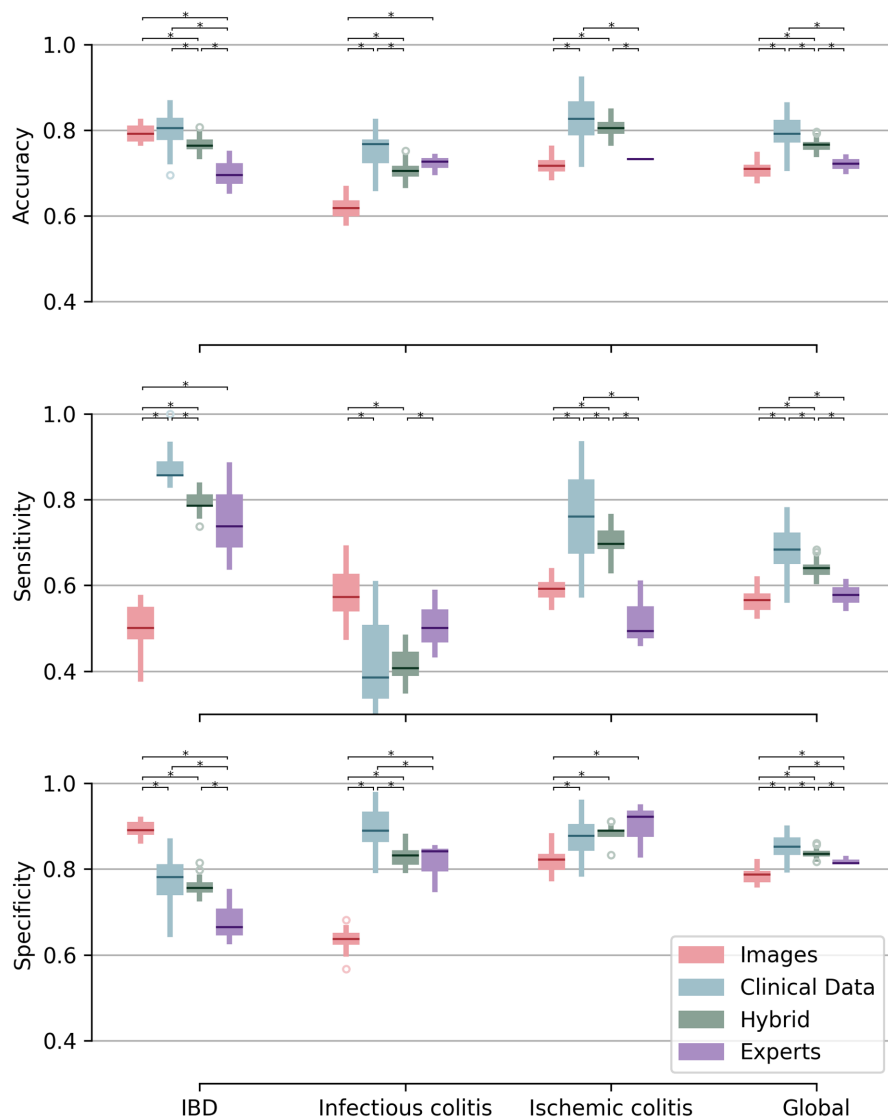 * *
* *
* * * *
* * * * * * * * *
1.0
0.8
0.6
0.4
Accuracy
* *
* * * *
* * * * * * * * * *
1.0
0.8
0.6
0.4
Sensitivity
* * * *
* * * *
* * * *
* * * * * * * * *
1.0
0.8
0.6
0.4
Specificity
Images
Clinical Data
Hybrid
Experts
IBD Infectious colitis Ischemic colitis Global